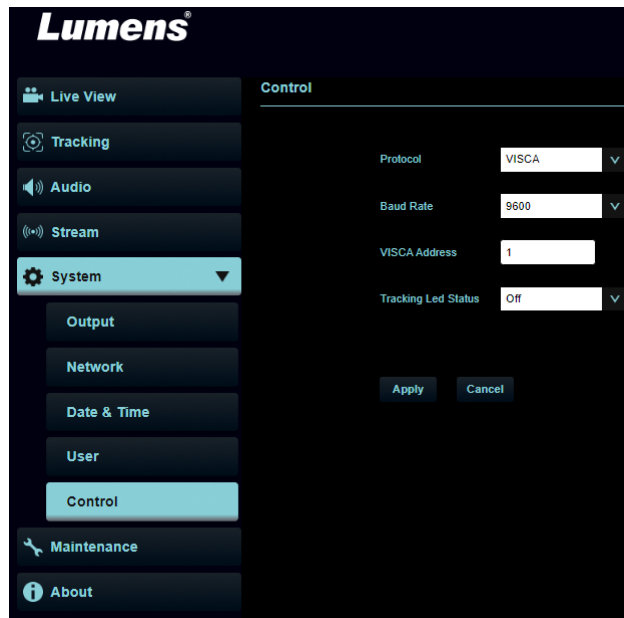 Lumens®
Live View
Tracking
Audio
Stream
System
Output
Network
Date & Time
User
Control
Maintenance
About
Control
Protocol VISCA
Baud Rate 9600
VISCA Address 1
Tracking Led Status Off
Apply Cancel